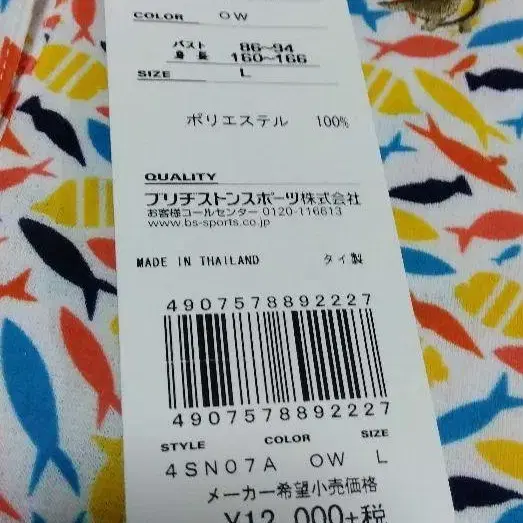 COLOR OW
バスト 86~94
身長 160~166
SIZE L
ポリエステル 100%
QUALITY
ブリヂストンスポーツ株式会社
お客様コールセンター 0120-116613
www.bs-sports.co.jp
MADE IN THAILAND タイ製
4907578892227
4907578892227
STYLE COLOR SIZE
4SN07A OW L
メーカー希望小売価格
¥12,000+税